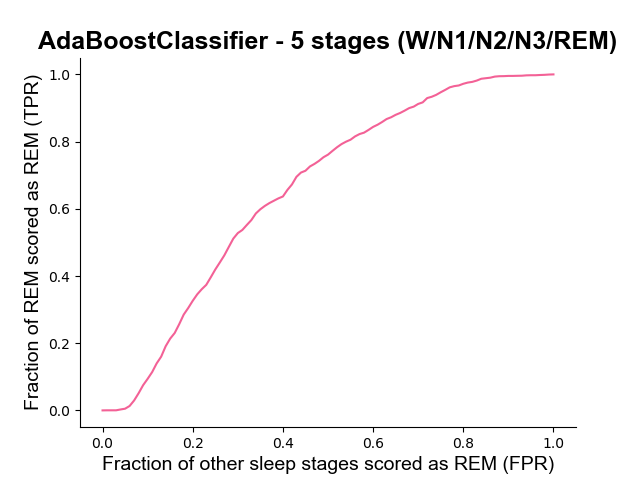 AdaBoostClassifier - 5 stages (W/N1/N2/N3/REM)
Fraction of REM scored as REM (TPR)
1.0
0.8
0.6
0.4
0.2
0.0
0.0 0.2 0.4 0.6 0.8 1.0
Fraction of other sleep stages scored as REM (FPR)